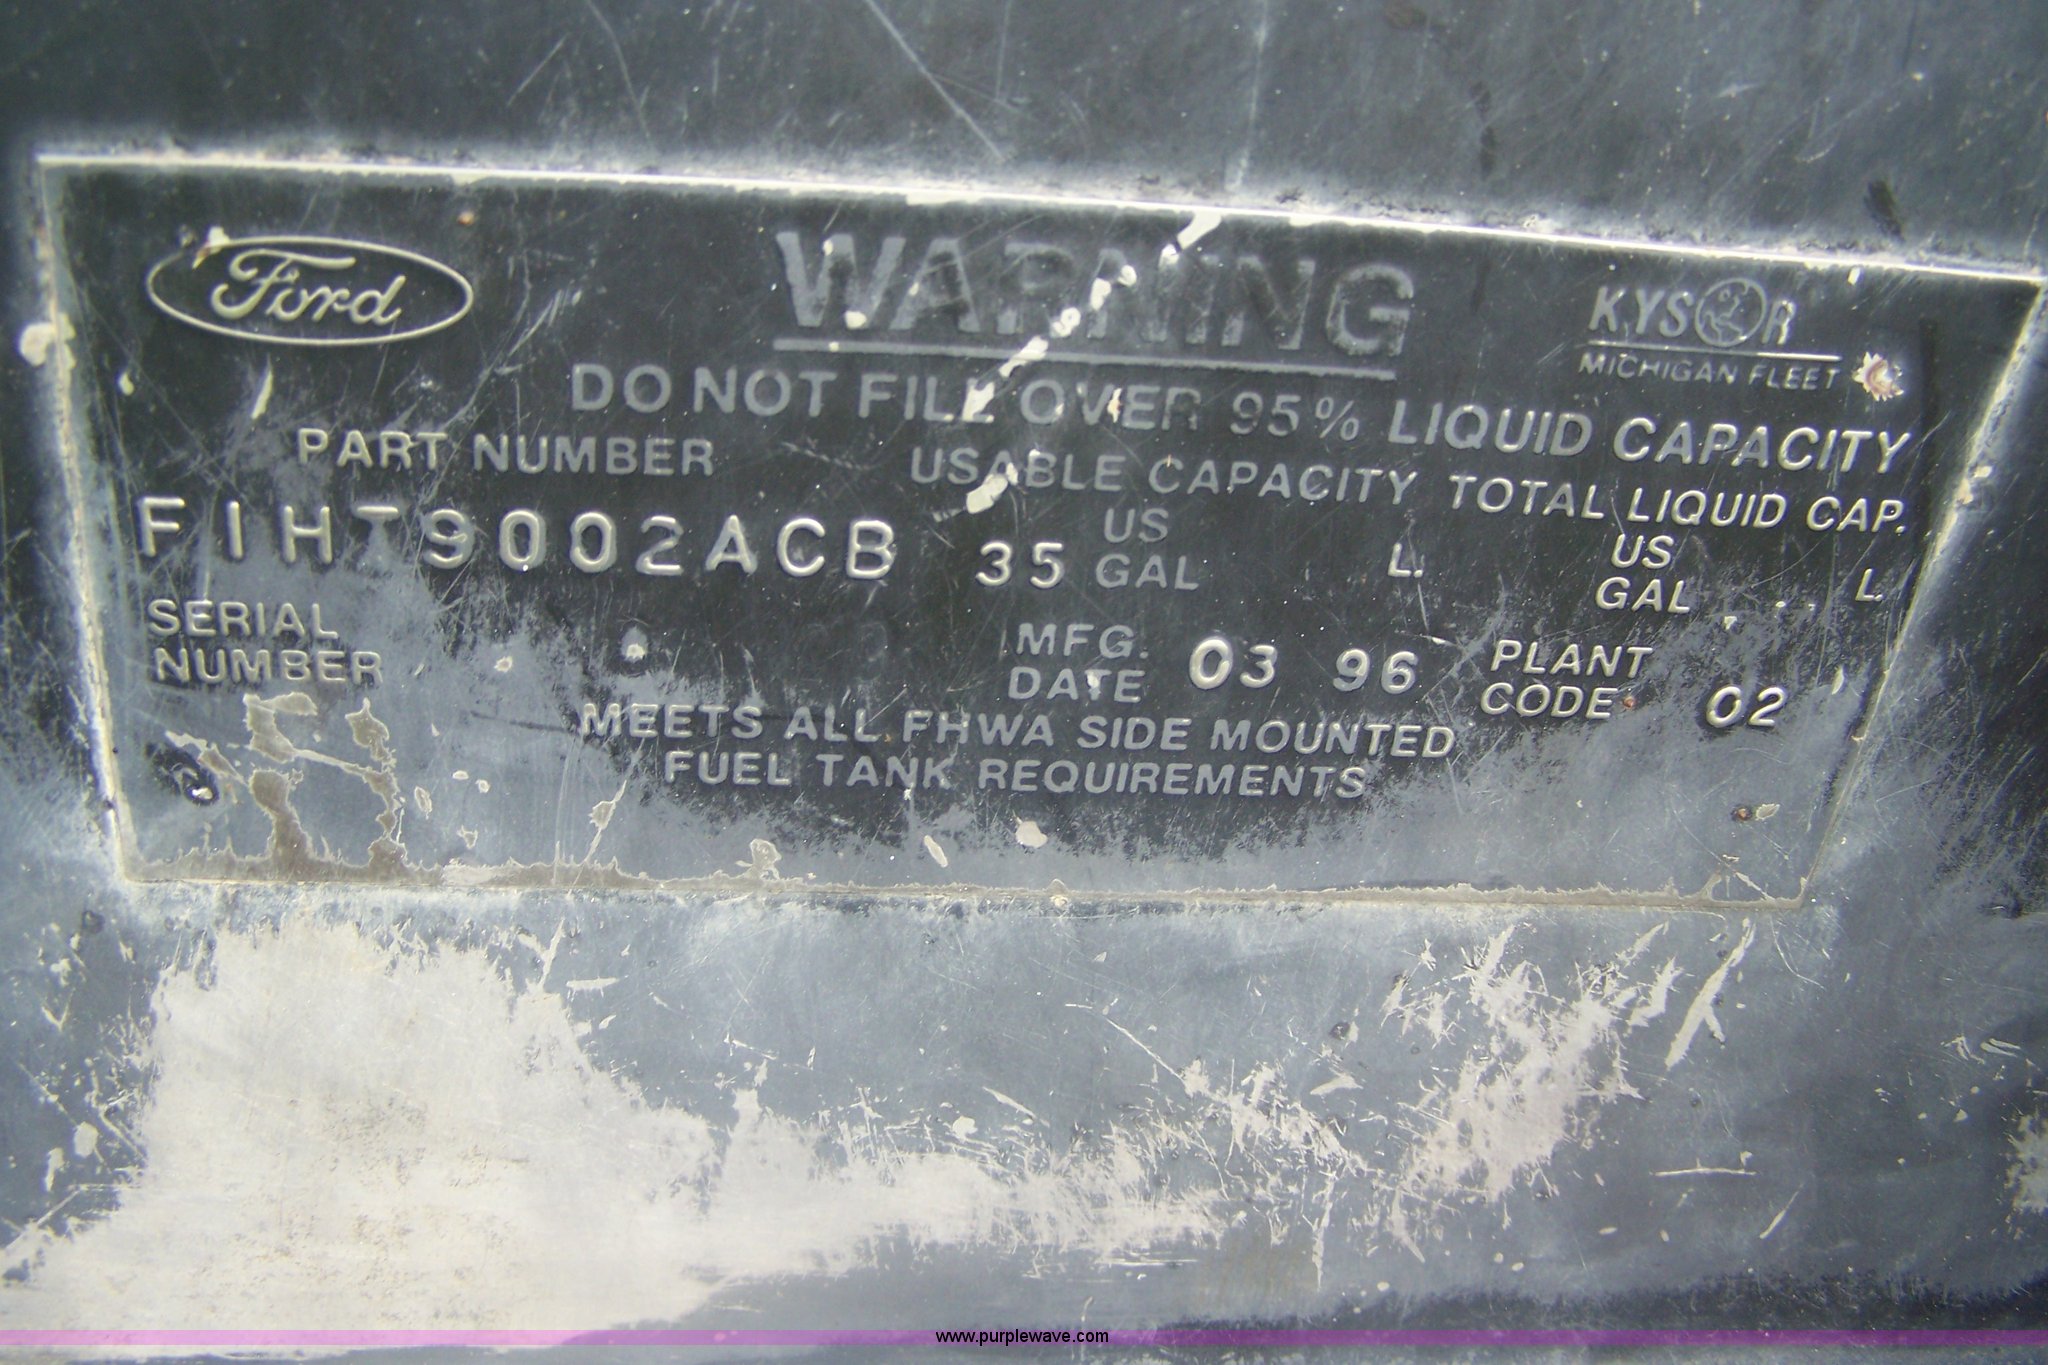 Ford
WARNING
KYSOR
MICHIGAN FLEET
DO NOT FILL OVER 95% LIQUID CAPACITY
PART NUMBER USABLE CAPACITY TOTAL LIQUID CAP.
F1HT9002ACB 35 US GAL L. US GAL L.
SERIAL NUMBER MFG. DATE 03 96 PLANT CODE 02
MEETS ALL FHWA SIDE MOUNTED
FUEL TANK REQUIREMENTS
www.purplewave.com